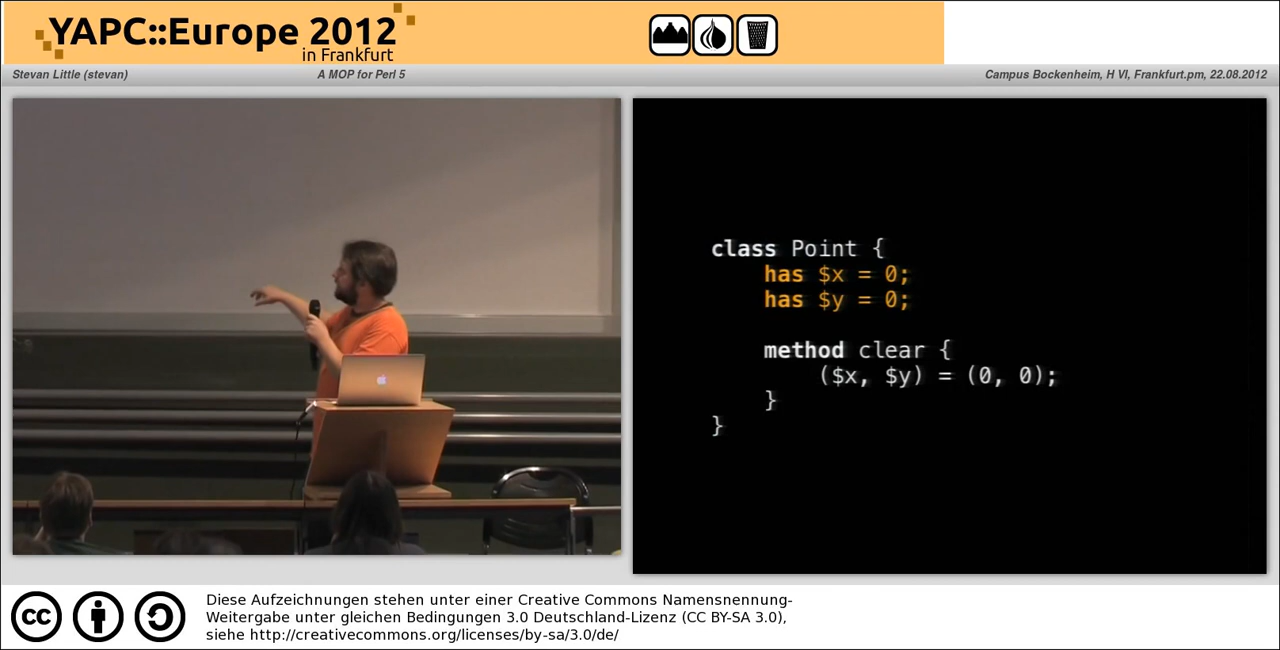 YAPC::Europe 2012
in Frankfurt
Stevan Little (stevan) A MOP for Perl 5 Campus Bockenheim, H VI, Frankfurt.pm, 22.08.2012
class Point {
has $x = 0;
has $y = 0;
method clear {
($x, $y) = (0, 0);
}
}
cc
Diese Aufzeichnungen stehen unter einer Creative Commons Namensnennung-
Weitergabe unter gleichen Bedingungen 3.0 Deutschland-Lizenz (CC BY-SA 3.0),
siehe http://creativecommons.org/licenses/by-sa/3.0/de/